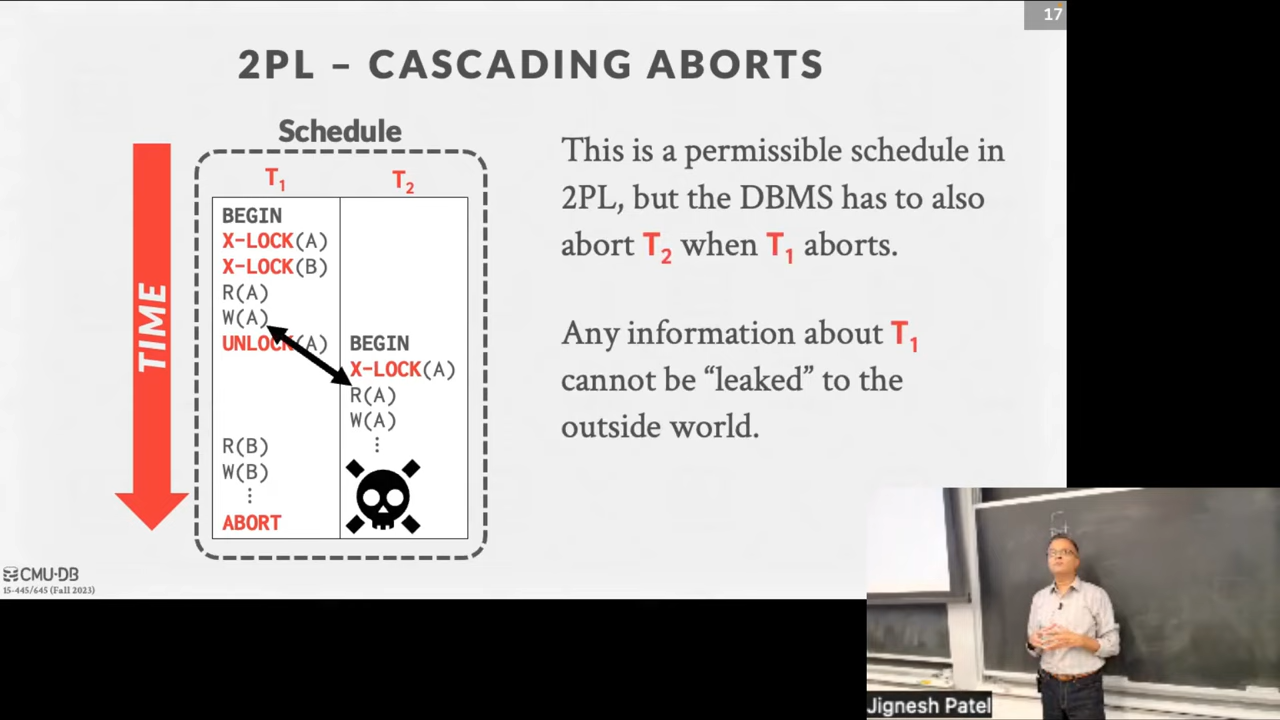 17
2PL – CASCADING ABORTS
Schedule
TIME
T1
T2
BEGIN
X-LOCK(A)
X-LOCK(B)
R(A)
W(A)
UNLOCK(A)
BEGIN
X-LOCK(A)
R(A)
W(A)
⋮
R(B)
W(B)
⋮
ABORT
This is a permissible schedule in
2PL, but the DBMS has to also
abort T2 when T1 aborts.
Any information about T1
cannot be “leaked” to the
outside world.
CMU·DB
15-445/645 (Fall 2023)
Jignesh Patel